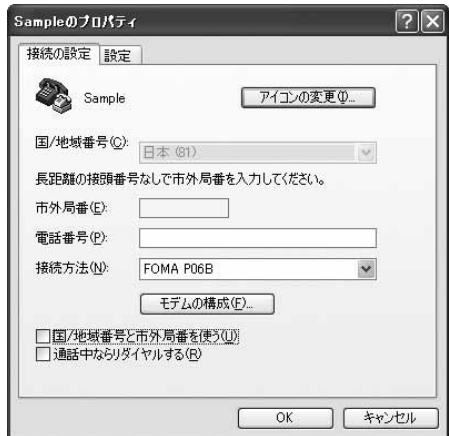 Sampleのプロパティ
接続の設定 設定
Sample アイコンの変更(I)...
国/地域番号(C): 日本 (81)
長距離の接頭番号なしで市外局番を入力してください。
市外局番(E):
電話番号(P):
接続方法(N): FOMA P06B
モデムの構成(F)...
国/地域番号と市外局番を使う(U)
通話中ならリダイヤルする(R)
OK キャンセル